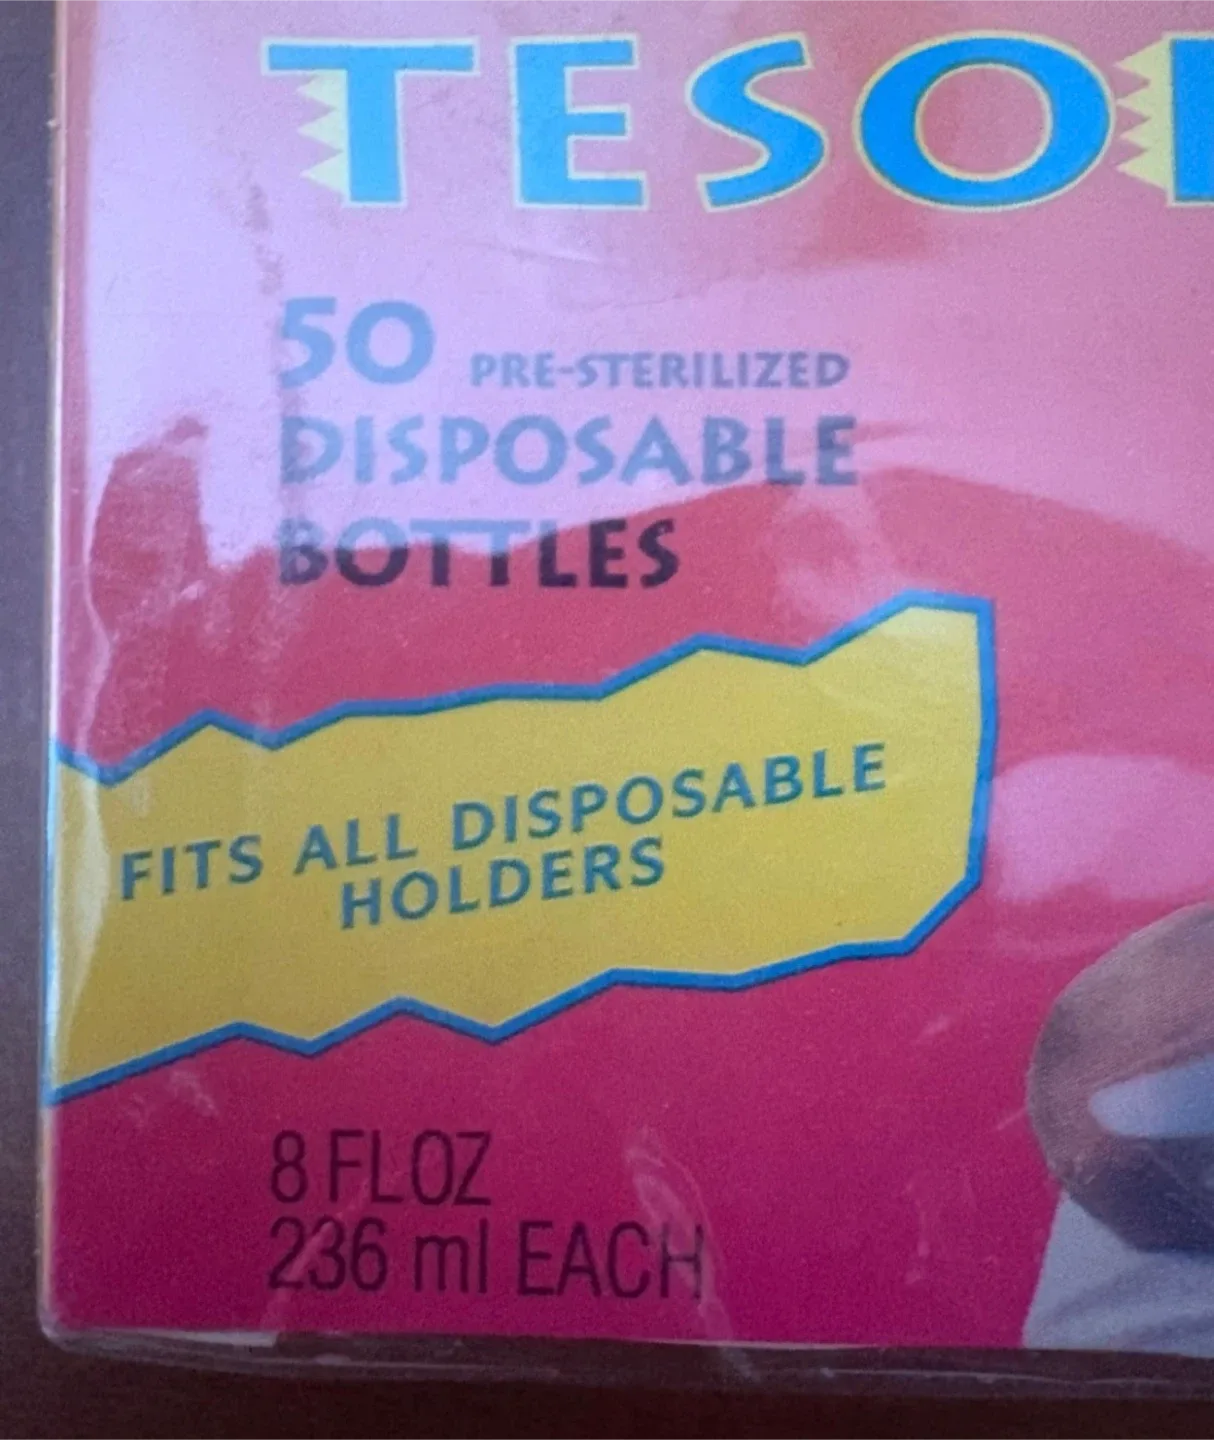 TESO
50 PRE-STERILIZED
DISPOSABLE
BOTTLES
FITS ALL DISPOSABLE
HOLDERS
8 FL OZ
236 ml EACH